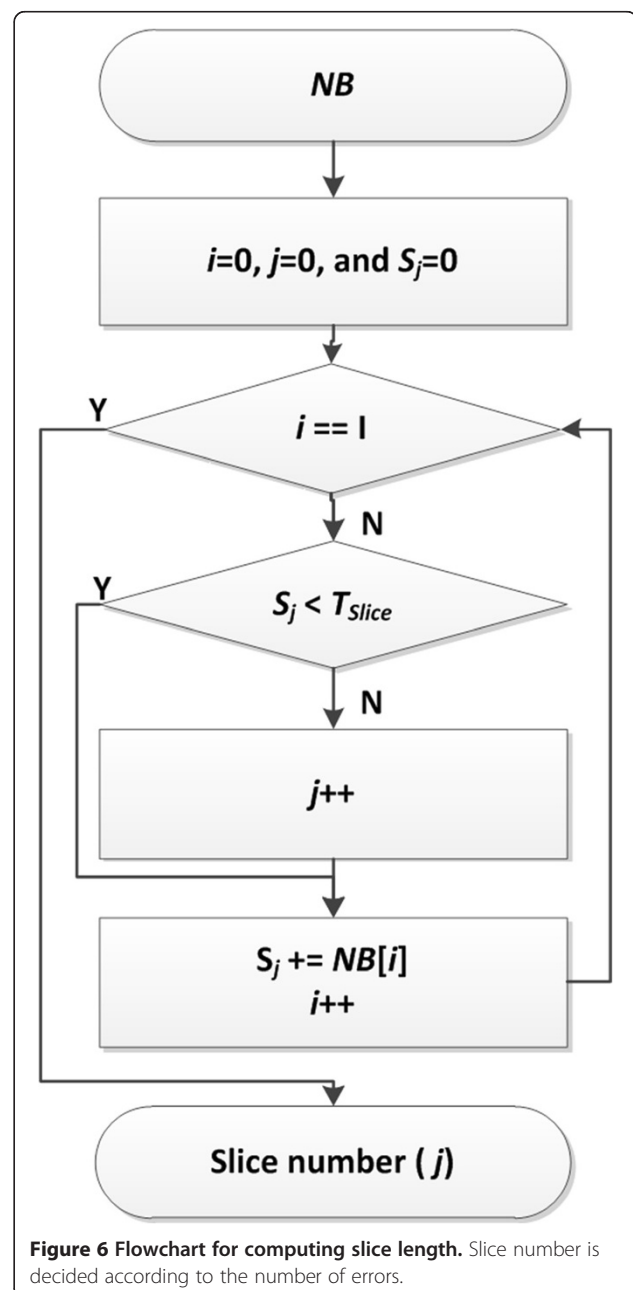 NB
i=0, j=0, and Sj=0
Y
i == I
N
Y
Sj < TSlice
N
j++
Sj += NB[i]
i++
Slice number ( j)
Figure 6 Flowchart for computing slice length. Slice number is
decided according to the number of errors.